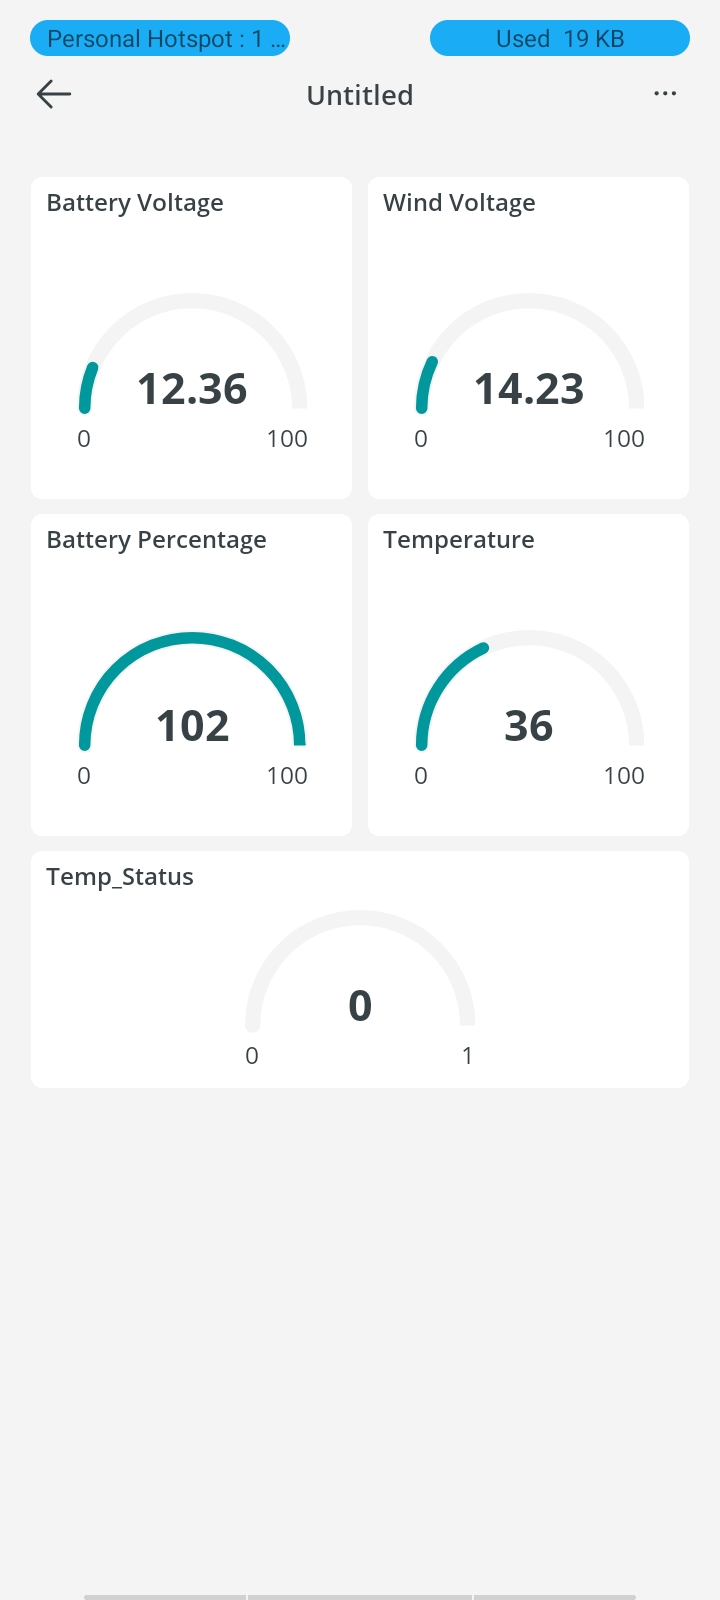 Personal Hotspot : 1 ...
Used 19 KB
Untitled
Battery Voltage
12.36
0 100
Wind Voltage
14.23
0 100
Battery Percentage
102
0 100
Temperature
36
0 100
Temp_Status
0
0 1